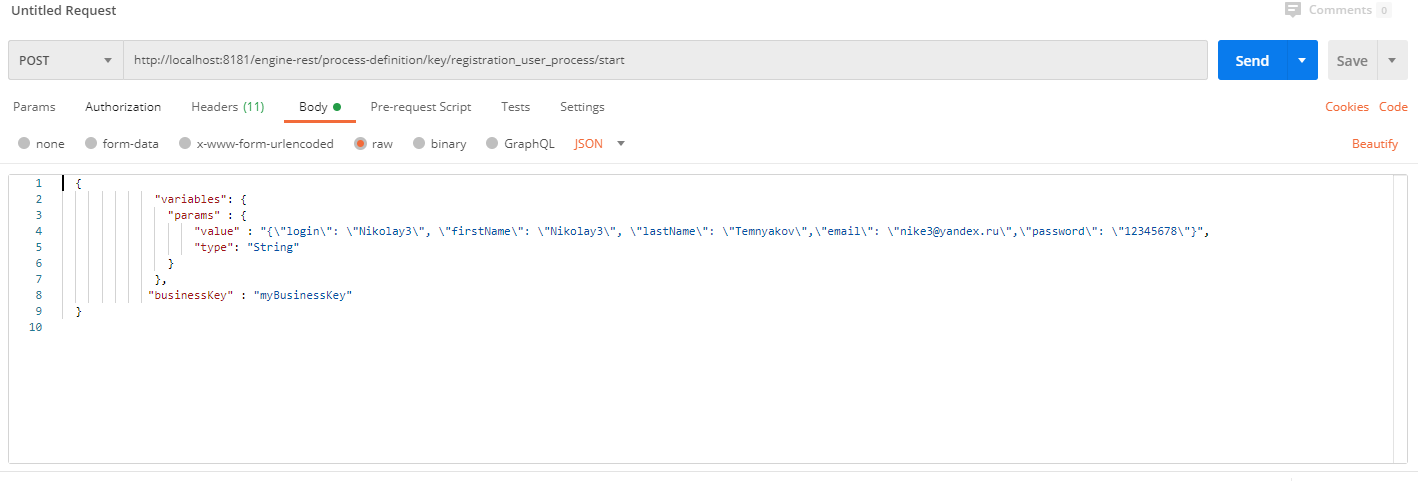 Untitled Request
Comments 0
POST http://localhost:8181/engine-rest/process-definition/key/registration_user_process/start Send Save
Params Authorization Headers (11) Body Pre-request Script Tests Settings Cookies Code
none form-data x-www-form-urlencoded raw binary GraphQL JSON Beautify
1 {
2 "variables": {
3 "params" : {
4 "value" : "{\"login\": \"Nikolay3\", \"firstName\": \"Nikolay3\", \"lastName\": \"Temnyakov\",\"email\": \"nike3@yandex.ru\",\"password\": \"12345678\"}",
5 "type": "String"
6 }
7 },
8 "businessKey" : "myBusinessKey"
9 }
10